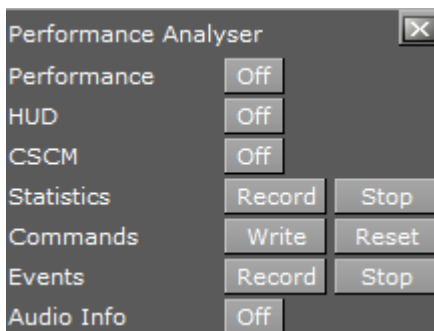 Performance Analyser
Performance Off
HUD Off
CSCM Off
Statistics Record Stop
Commands Write Reset
Events Record Stop
Audio Info Off